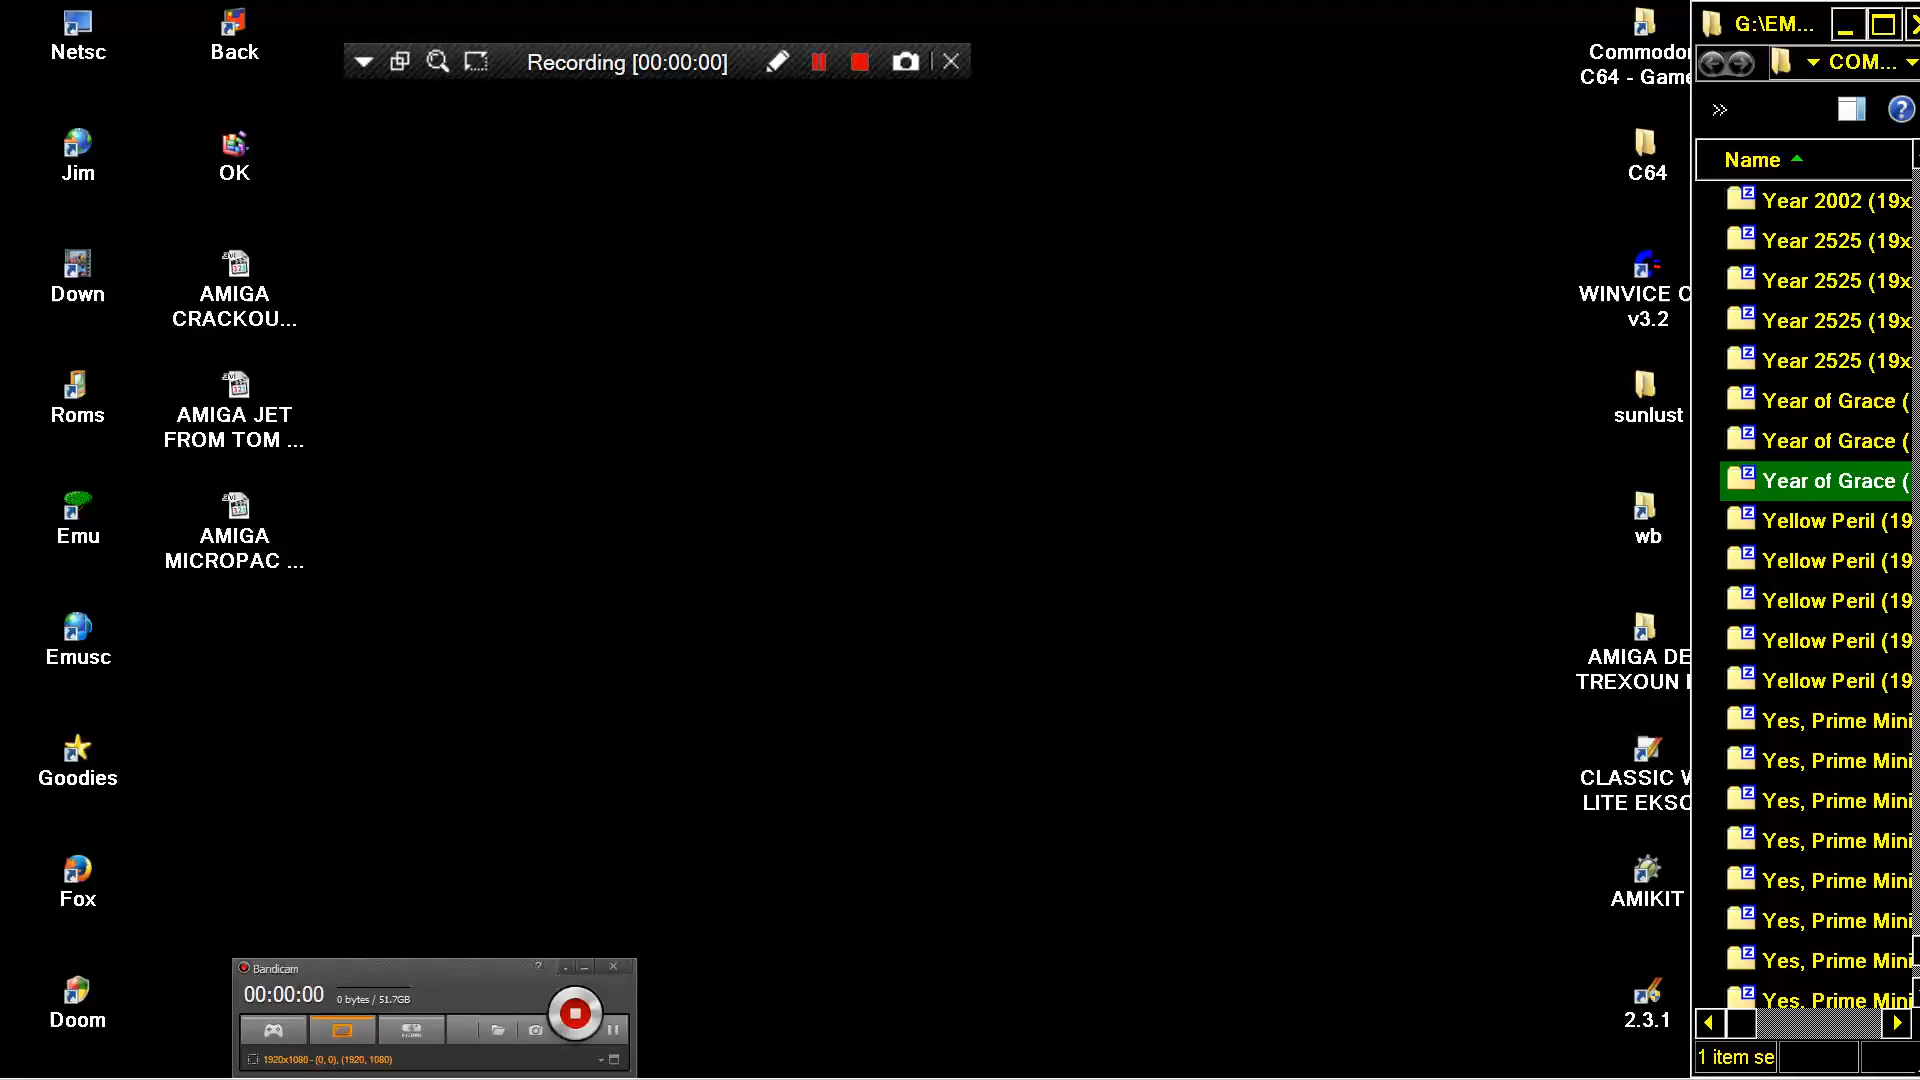 Netsc
Back
Jim
OK
Down
AMIGA
CRACKOU...
Roms
AMIGA JET
FROM TOM ...
Emu
AMIGA
MICROPAC ...
Emusc
Goodies
Fox
Doom
Recording [00:00:00]
Bandicam
?
00:00:00
0 bytes / 51.7GB
1920x1080 - (0, 0), (1920, 1080)
Commodor
C64 - Game
C64
WINVICE C
v3.2
sunlust
wb
AMIGA DE
TREXOUN
CLASSIC W
LITE EKSC
AMIKIT
2.3.1
G:\EM...
COM...
»
?
Name
Year 2002 (19x
Year 2525 (19x
Year 2525 (19x
Year 2525 (19x
Year 2525 (19x
Year of Grace (
Year of Grace (
Year of Grace (
Yellow Peril (19
Yellow Peril (19
Yellow Peril (19
Yellow Peril (19
Yellow Peril (19
Yes, Prime Mini
Yes, Prime Mini
Yes, Prime Mini
Yes, Prime Mini
Yes, Prime Mini
Yes, Prime Mini
Yes, Prime Mini
Yes, Prime Mini
1 item se